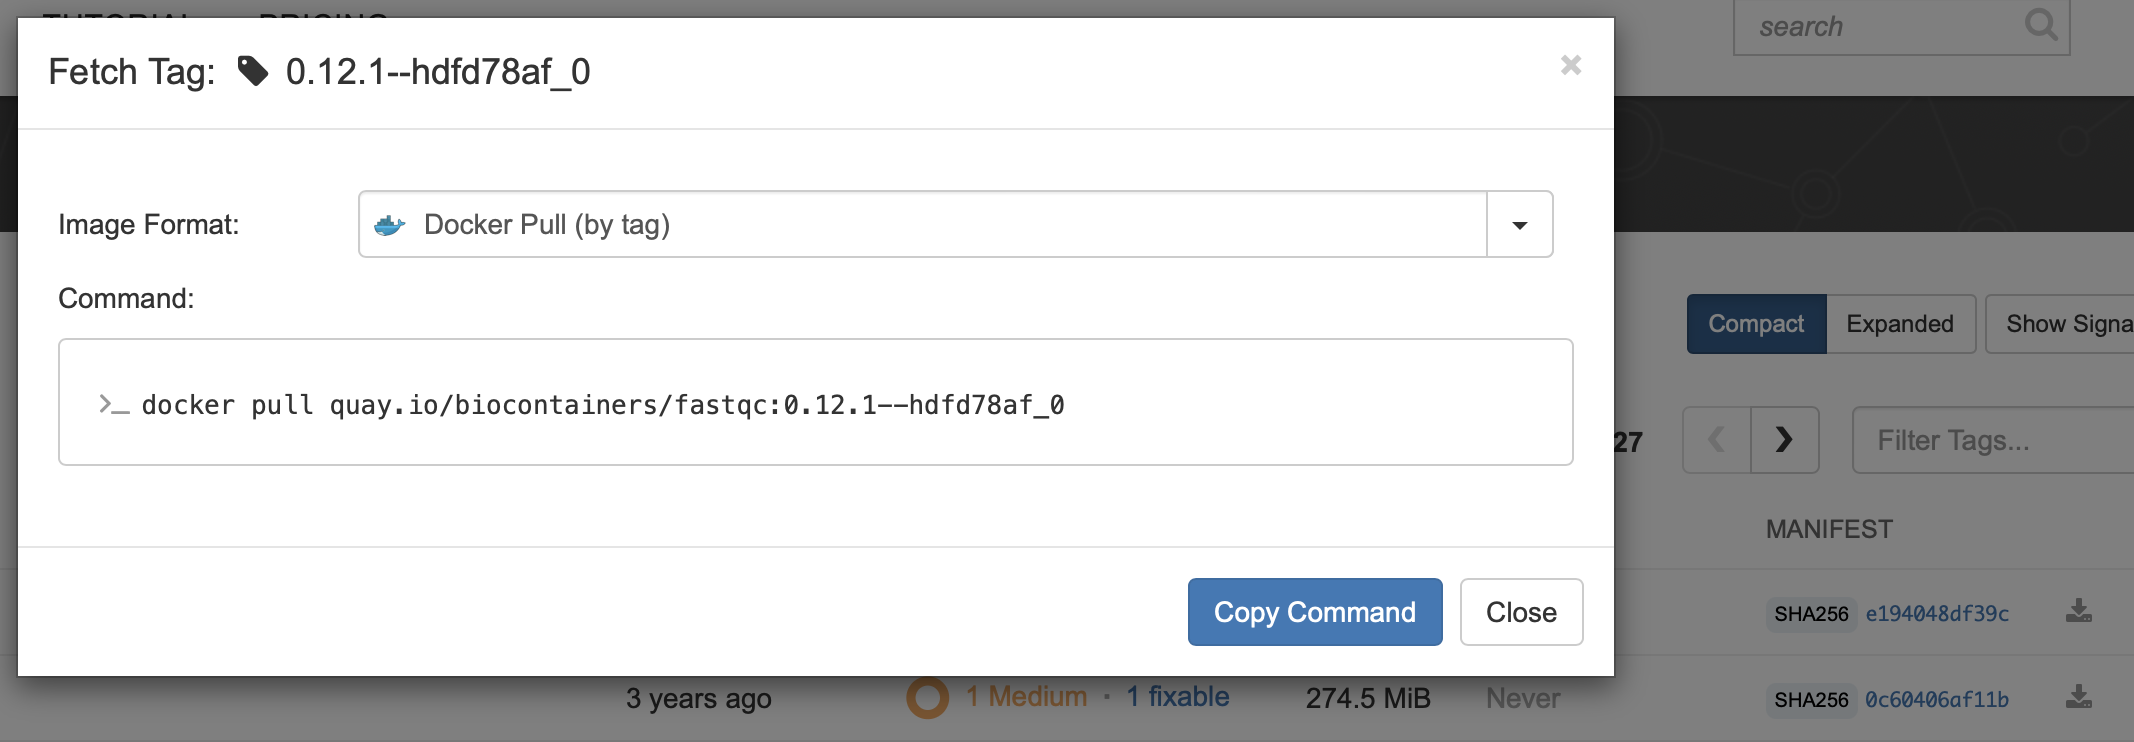 TUTORIAL PRICING
search
Fetch Tag: 0.12.1--hdfd78af_0
×
Image Format: Docker Pull (by tag)
Command:
>_ docker pull quay.io/biocontainers/fastqc:0.12.1--hdfd78af_0
Copy Command Close
Compact Expanded Show Signa
27
Filter Tags...
MANIFEST
SHA256 e194048df39c
3 years ago 1 Medium · 1 fixable 274.5 MiB Never SHA256 0c60406af11b